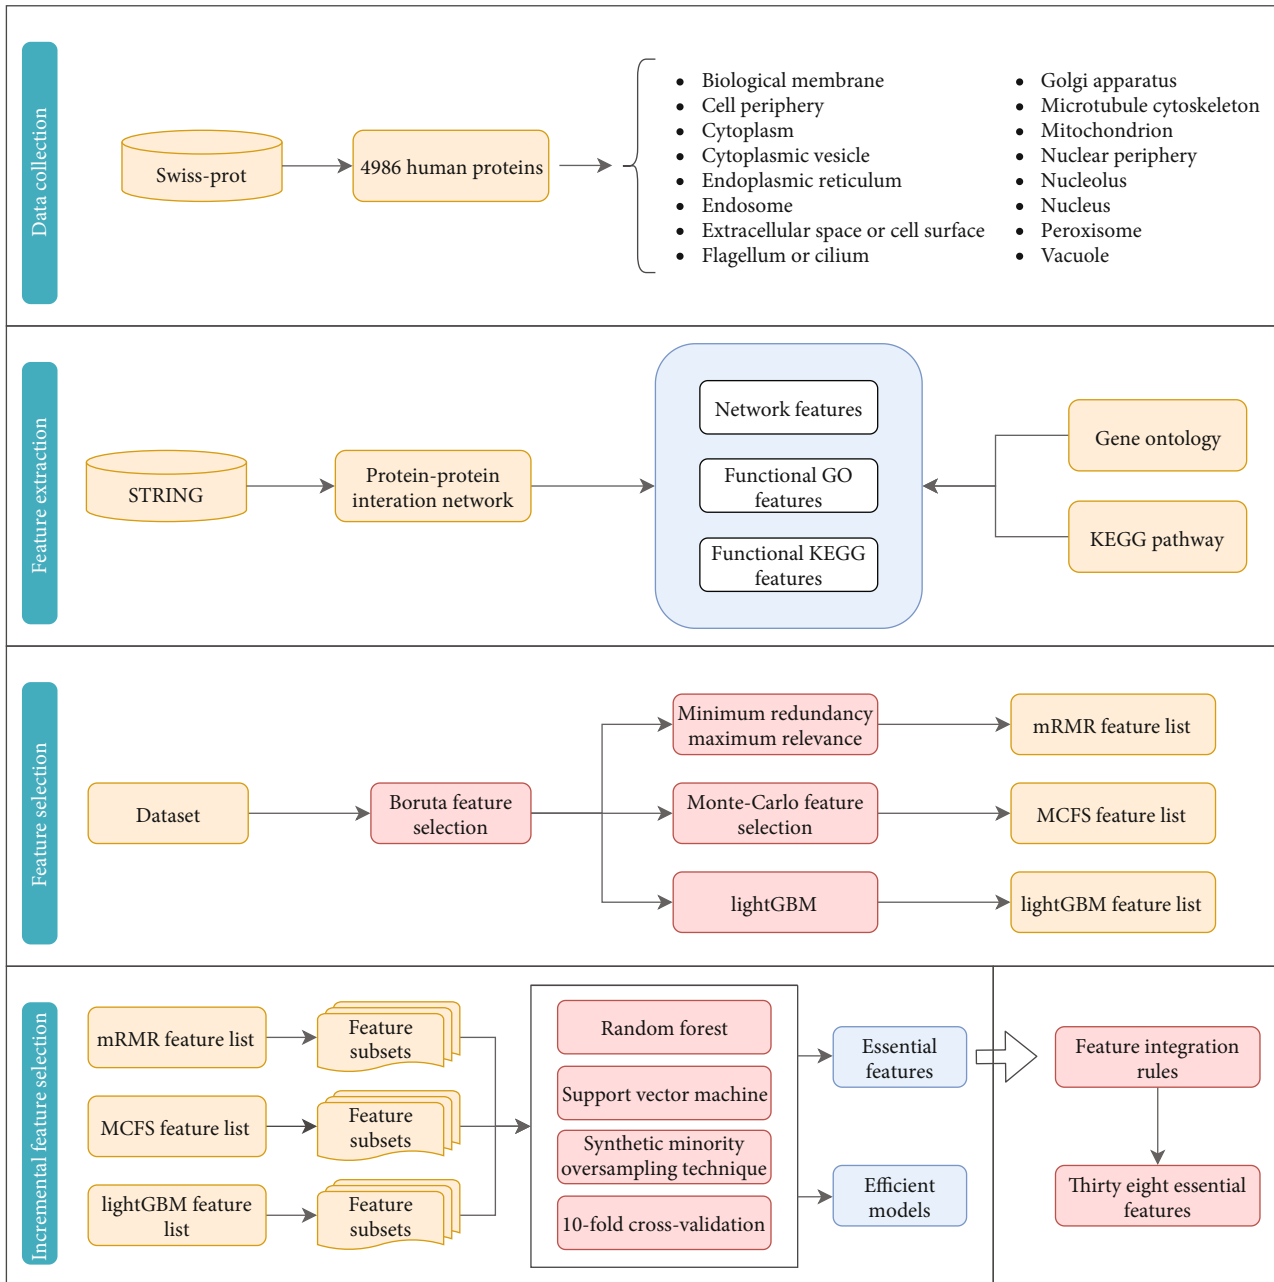 Data collection
Swiss-prot
4986 human proteins
• Biological membrane
• Cell periphery
• Cytoplasm
• Cytoplasmic vesicle
• Endoplasmic reticulum
• Endosome
• Extracellular space or cell surface
• Flagellum or cilium
• Golgi apparatus
• Microtubule cytoskeleton
• Mitochondrion
• Nuclear periphery
• Nucleolus
• Nucleus
• Peroxisome
• Vacuole
Feature extraction
STRING
Protein-protein
interation network
Network features
Functional GO
features
Functional KEGG
features
Gene ontology
KEGG pathway
Feature selection
Dataset
Boruta feature
selection
Minimum redundancy
maximum relevance
mRMR feature list
Monte-Carlo feature
selection
MCFS feature list
lightGBM
lightGBM feature list
Incremental feature selection
mRMR feature list
Feature
subsets
MCFS feature list
Feature
subsets
lightGBM feature
list
Feature
subsets
Random forest
Support vector machine
Synthetic minority
oversampling technique
10-fold cross-validation
Essential
features
Efficient
models
Feature integration
rules
Thirty eight essential
features